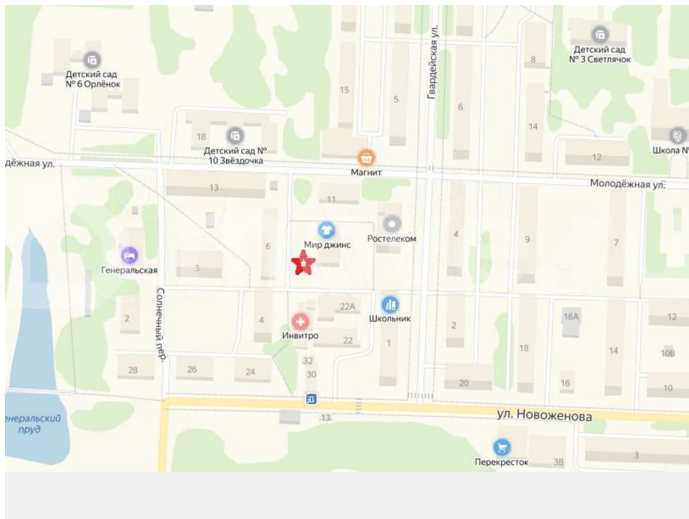 Детский сад
№ 6 Орлёнок
Детский сад
№ 3 Светлячок
Гвардейская ул.
8
15
5
6
14
18
Детский сад №
10 Звёздочка
Магнит
12
Школа №
дёжная ул.
Молодёжная ул.
13
11
Мир джинс
Ростелеком
6
4
9
7
3
Генеральская
Солнечный пер.
2
4
22А
Школьник
Инвитро
22
1
2
16А
12
18
14
10В
32
30
28
26
24
20
16
10
13
ул. Новоженова
енеральский
пруд
Перекресток
3В
3